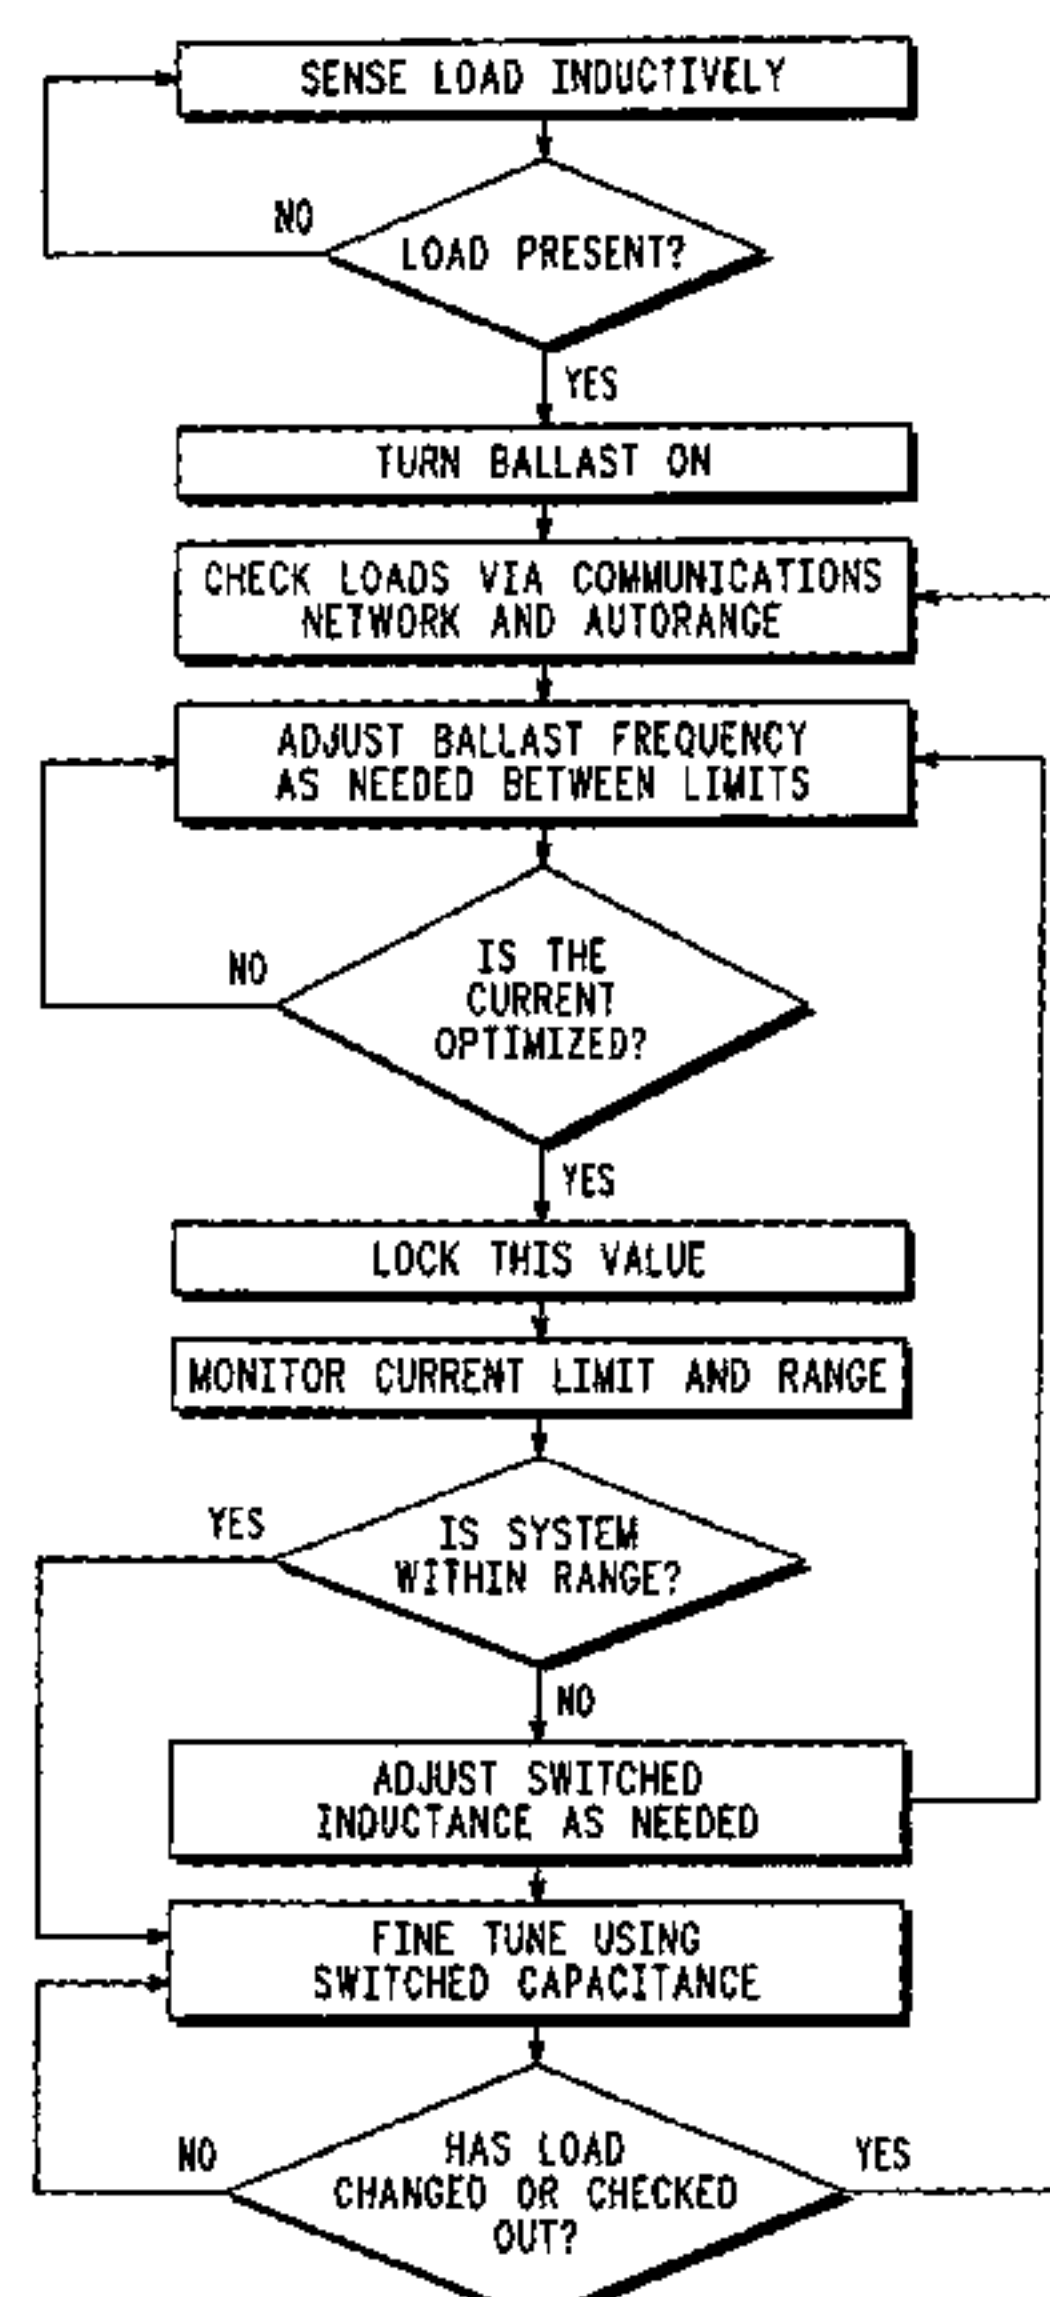 SENSE LOAD INDUCTIVELY
NO
LOAD PRESENT?
YES
TURN BALLAST ON
CHECK LOADS VIA COMMUNICATIONS
NETWORK AND AUTORANGE
ADJUST BALLAST FREQUENCY
AS NEEDED BETWEEN LIMITS
NO
IS THE
CURRENT
OPTIMIZED?
YES
LOCK THIS VALUE
MONITOR CURRENT LIMIT AND RANGE
YES
IS SYSTEM
WITHIN RANGE?
NO
ADJUST SWITCHED
INDUCTANCE AS NEEDED
FINE TUNE USING
SWITCHED CAPACITANCE
NO
HAS LOAD
CHANGED OR CHECKED
OUT?
YES